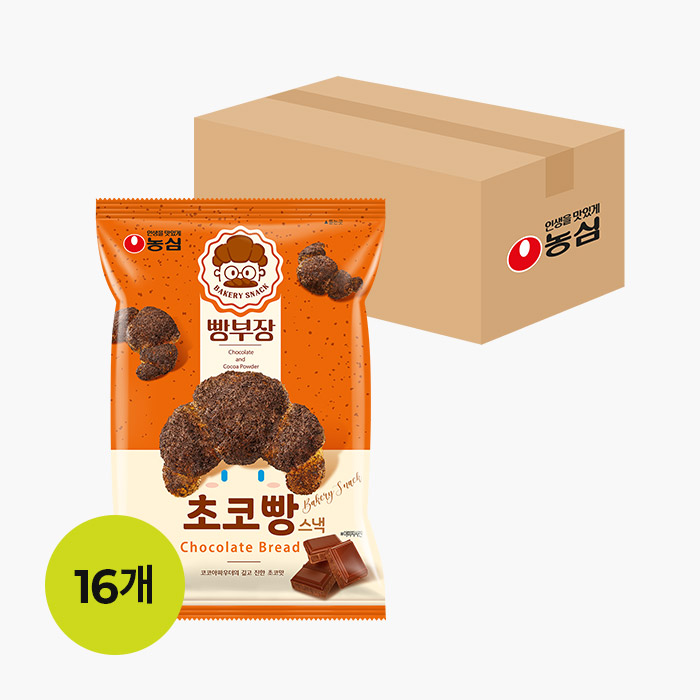 인생을 맛있게
농심
BAKERY SNACK
빵부장
Chocolate
and
Cocoa Powder
초코빵 스낵
Bakery Snack
Chocolate Bread
코코아파우더의 깊고 진한 초코맛
16개
인생을 맛있게
농심